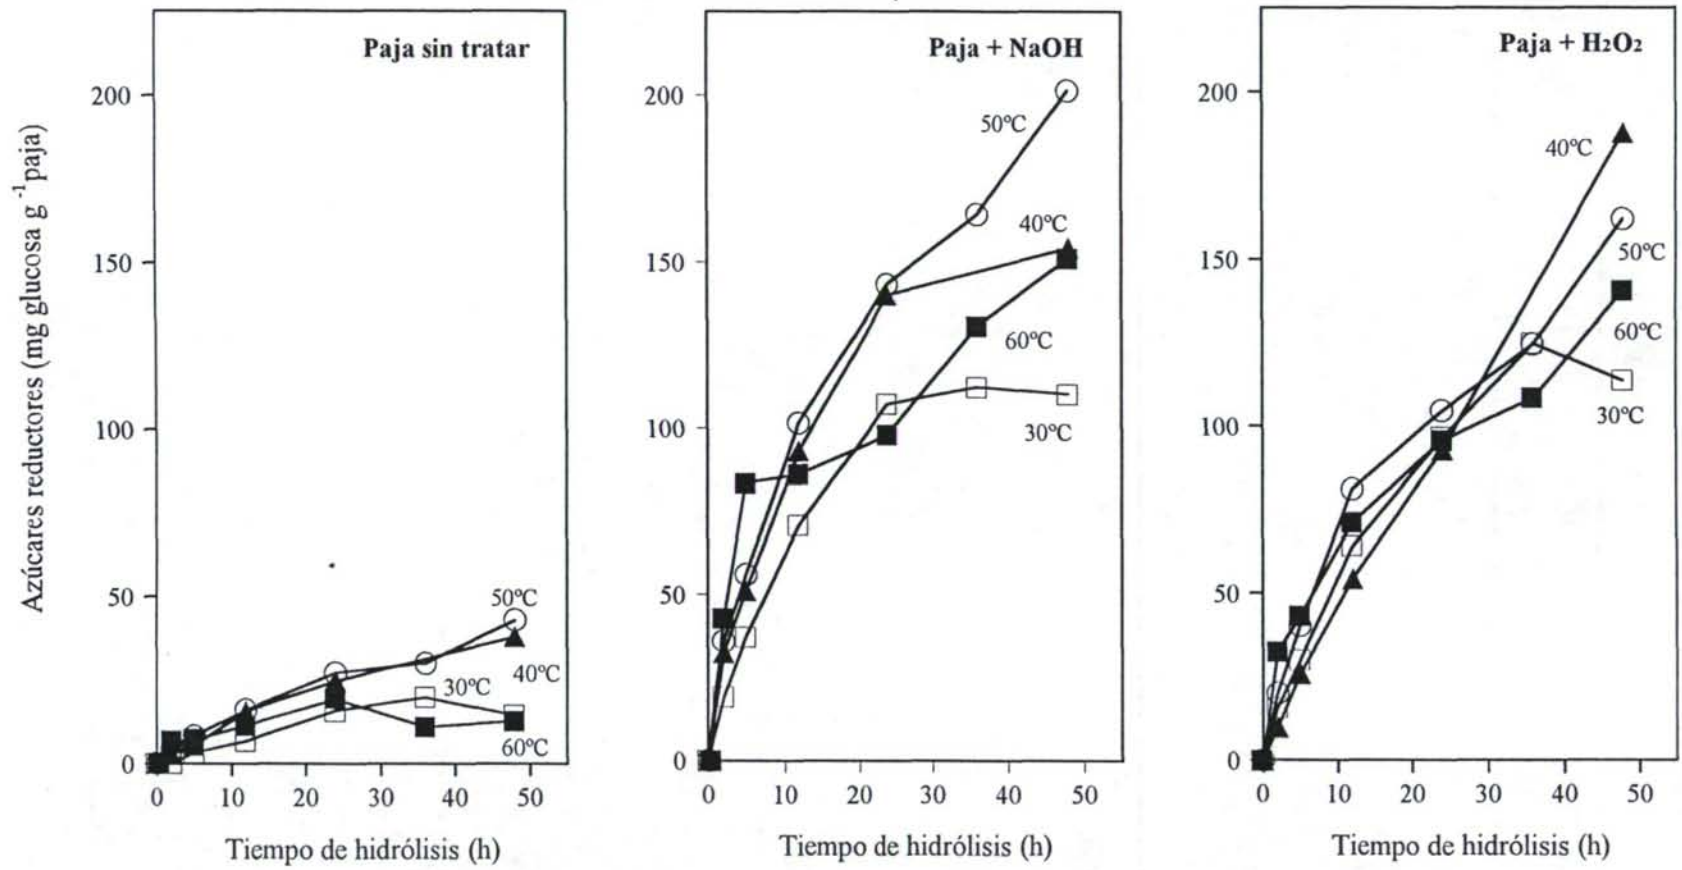 Azúcares reductores (mg glucosa g⁻¹paja)
Paja sin tratar
200
150
100
50
0
50ºC
40ºC
30ºC
60ºC
0 10 20 30 40 50
Tiempo de hidrólisis (h)
Paja + NaOH
200
150
100
50
0
50ºC
40ºC
60ºC
30ºC
0 10 20 30 40 50
Tiempo de hidrólisis (h)
Paja + H₂O₂
200
150
100
50
0
40ºC
50ºC
60ºC
30ºC
0 10 20 30 40 50
Tiempo de hidrólisis (h)